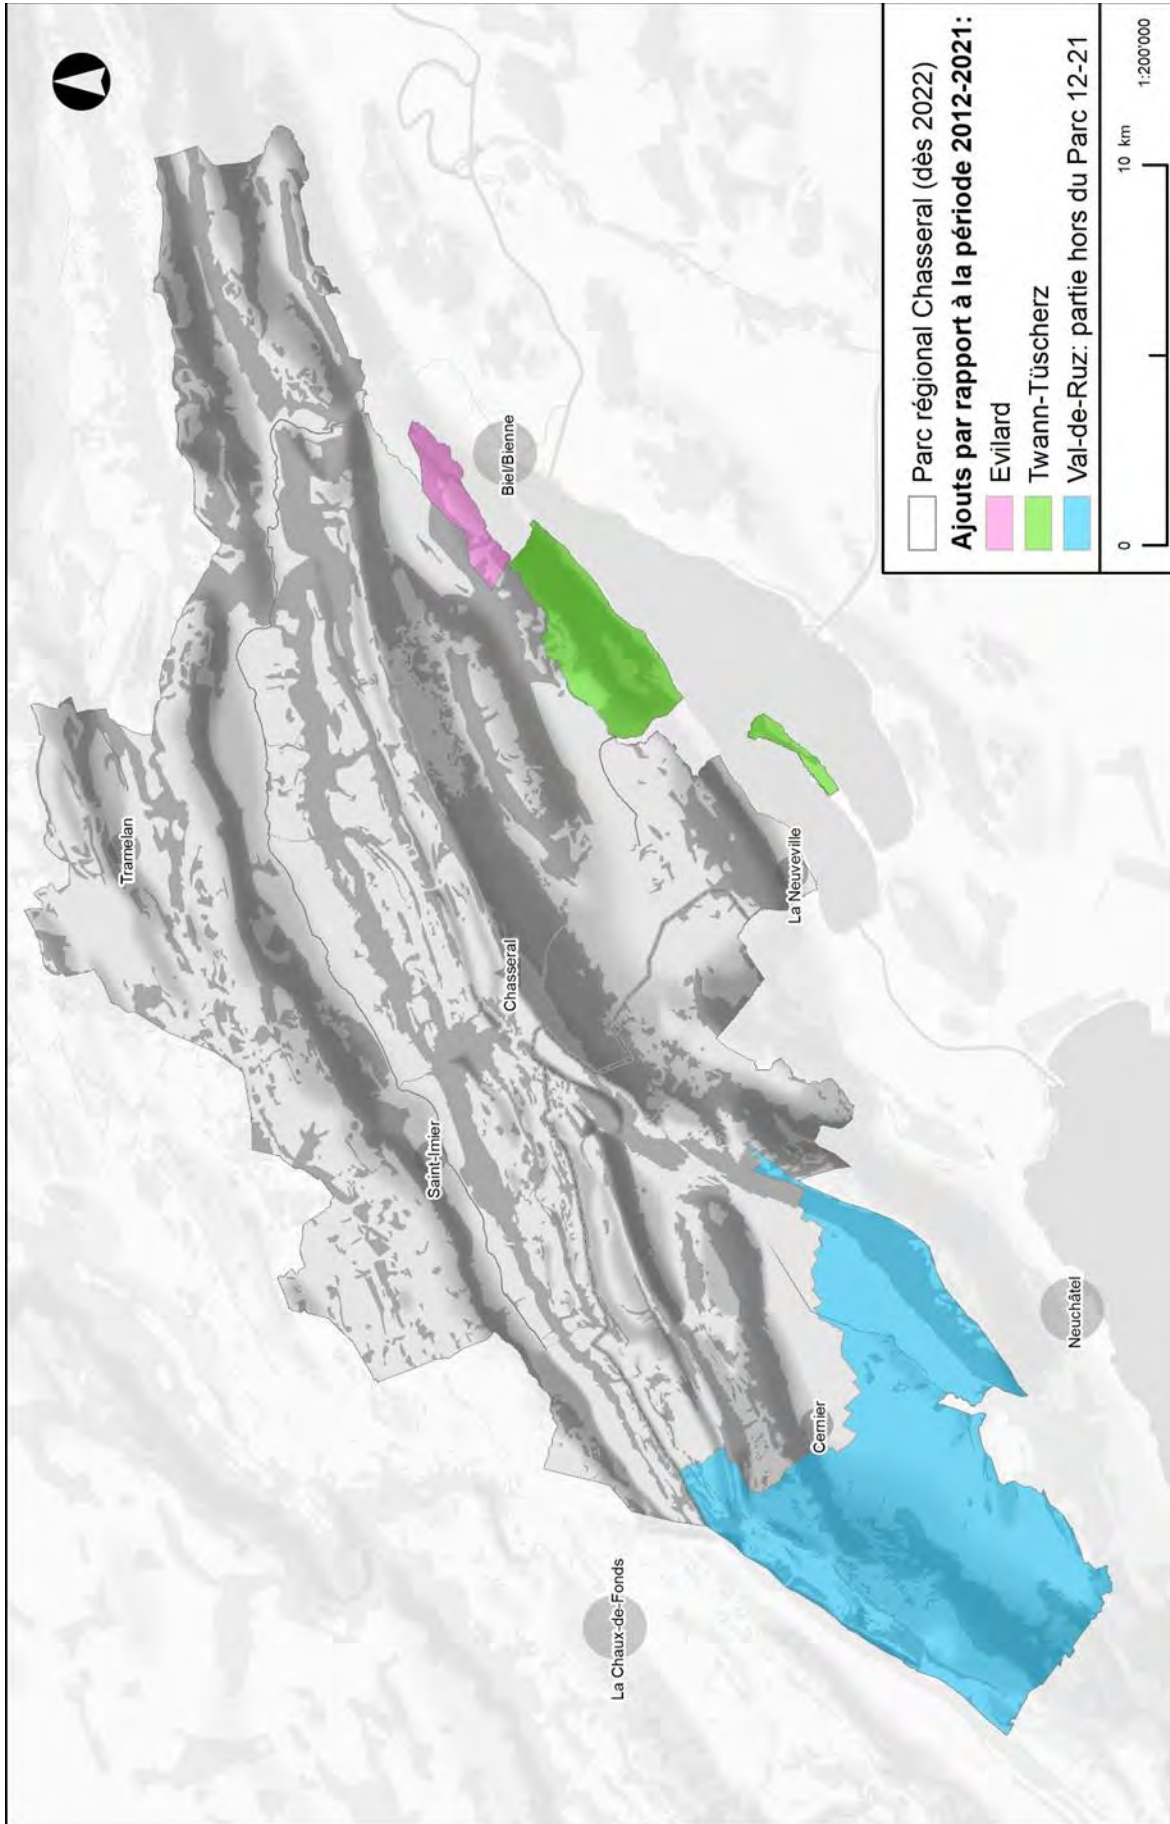 Tramelan
Biel/Bienne
Saint-Imier
Chasseral
La Neuveville
La Chaux-de-Fonds
Cernier
Neuchâtel
Parc régional Chasseral (dès 2022)
Ajouts par rapport à la période 2012-2021:
Evilard
Twann-Tüscherz
Val-de-Ruz: partie hors du Parc 12-21
0 10 km 1:200'000